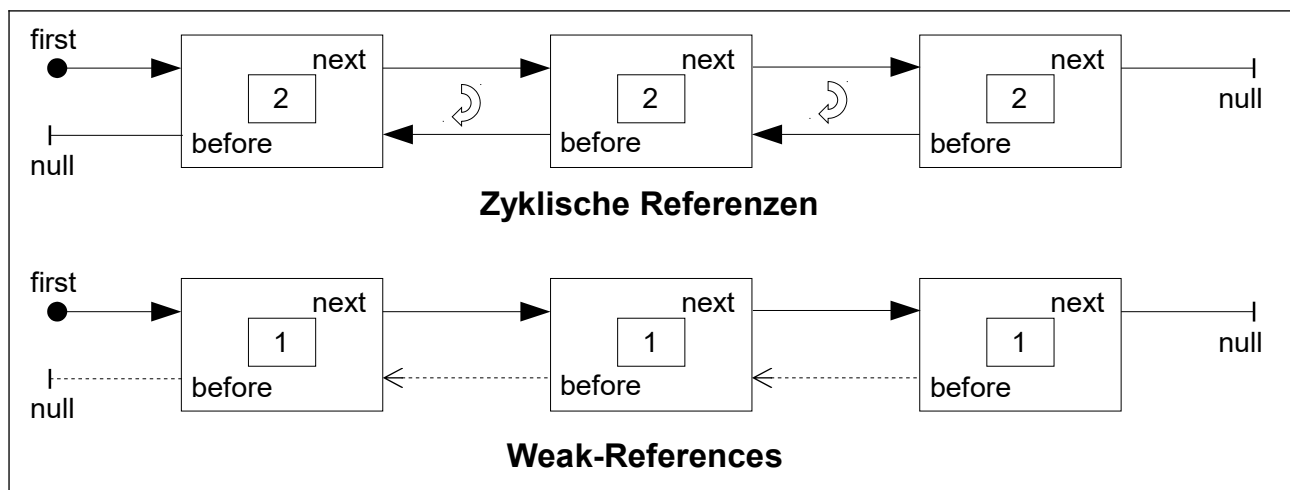 first
next next next
2 2 2
null
before before before
null
Zyklische Referenzen
first
next next next
1 1 1
null
before before before
null
Weak-References